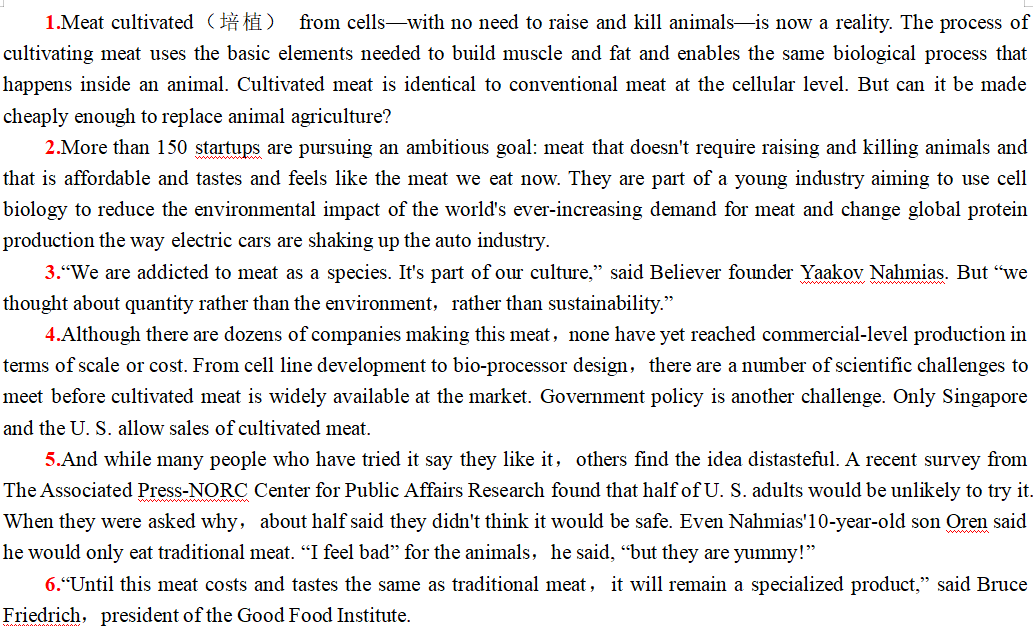 1.Meat cultivated（培植） from cells—with no need to raise and kill animals—is now a reality. The process of
cultivating meat uses the basic elements needed to build muscle and fat and enables the same biological process that
happens inside an animal. Cultivated meat is identical to conventional meat at the cellular level. But can it be made
cheaply enough to replace animal agriculture?
2.More than 150 startups are pursuing an ambitious goal: meat that doesn't require raising and killing animals and
that is affordable and tastes and feels like the meat we eat now. They are part of a young industry aiming to use cell
biology to reduce the environmental impact of the world's ever-increasing demand for meat and change global protein
production the way electric cars are shaking up the auto industry.
3.“We are addicted to meat as a species. It's part of our culture,” said Believer founder Yaakov Nahmias. But “we
thought about quantity rather than the environment，rather than sustainability.”
4.Although there are dozens of companies making this meat，none have yet reached commercial-level production in
terms of scale or cost. From cell line development to bio-processor design，there are a number of scientific challenges to
meet before cultivated meat is widely available at the market. Government policy is another challenge. Only Singapore
and the U. S. allow sales of cultivated meat.
5.And while many people who have tried it say they like it，others find the idea distasteful. A recent survey from
The Associated Press-NORC Center for Public Affairs Research found that half of U. S. adults would be unlikely to try it.
When they were asked why，about half said they didn't think it would be safe. Even Nahmias'10-year-old son Oren said
he would only eat traditional meat. “I feel bad” for the animals，he said, “but they are yummy!”
6.“Until this meat costs and tastes the same as traditional meat，it will remain a specialized product,” said Bruce
Friedrich，president of the Good Food Institute.